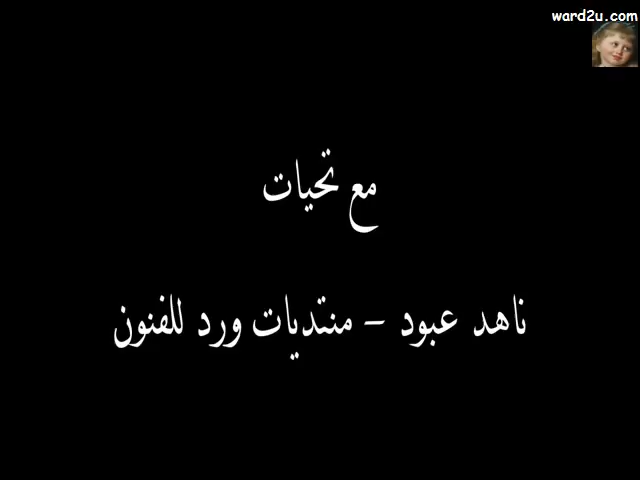 ward2u.com
مع تحيات
ناهد عبود - منتديات ورد للفنون